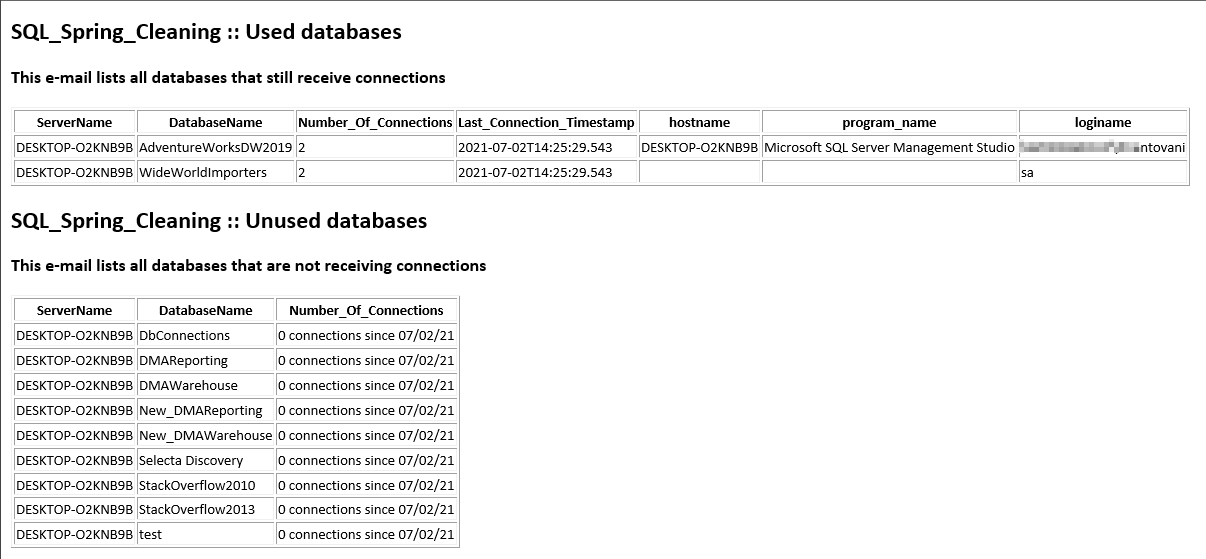 SQL_Spring_Cleaning :: Used databases
This e-mail lists all databases that still receive connections
ServerName DatabaseName Number_Of_Connections Last_Connection_Timestamp hostname program_name loginame
DESKTOP-O2KNB9B AdventureWorksDW2019 2 2021-07-02T14:25:29.543 DESKTOP-O2KNB9B Microsoft SQL Server Management Studio
DESKTOP-O2KNB9B WideWorldImporters 2 2021-07-02T14:25:29.543 sa
SQL_Spring_Cleaning :: Unused databases
This e-mail lists all databases that are not receiving connections
ServerName DatabaseName Number_Of_Connections
DESKTOP-O2KNB9B DbConnections 0 connections since 07/02/21
DESKTOP-O2KNB9B DMAReporting 0 connections since 07/02/21
DESKTOP-O2KNB9B DMAWarehouse 0 connections since 07/02/21
DESKTOP-O2KNB9B New_DMAReporting 0 connections since 07/02/21
DESKTOP-O2KNB9B New_DMAWarehouse 0 connections since 07/02/21
DESKTOP-O2KNB9B Selecta Discovery 0 connections since 07/02/21
DESKTOP-O2KNB9B StackOverflow2010 0 connections since 07/02/21
DESKTOP-O2KNB9B StackOverflow2013 0 connections since 07/02/21
DESKTOP-O2KNB9B test 0 connections since 07/02/21